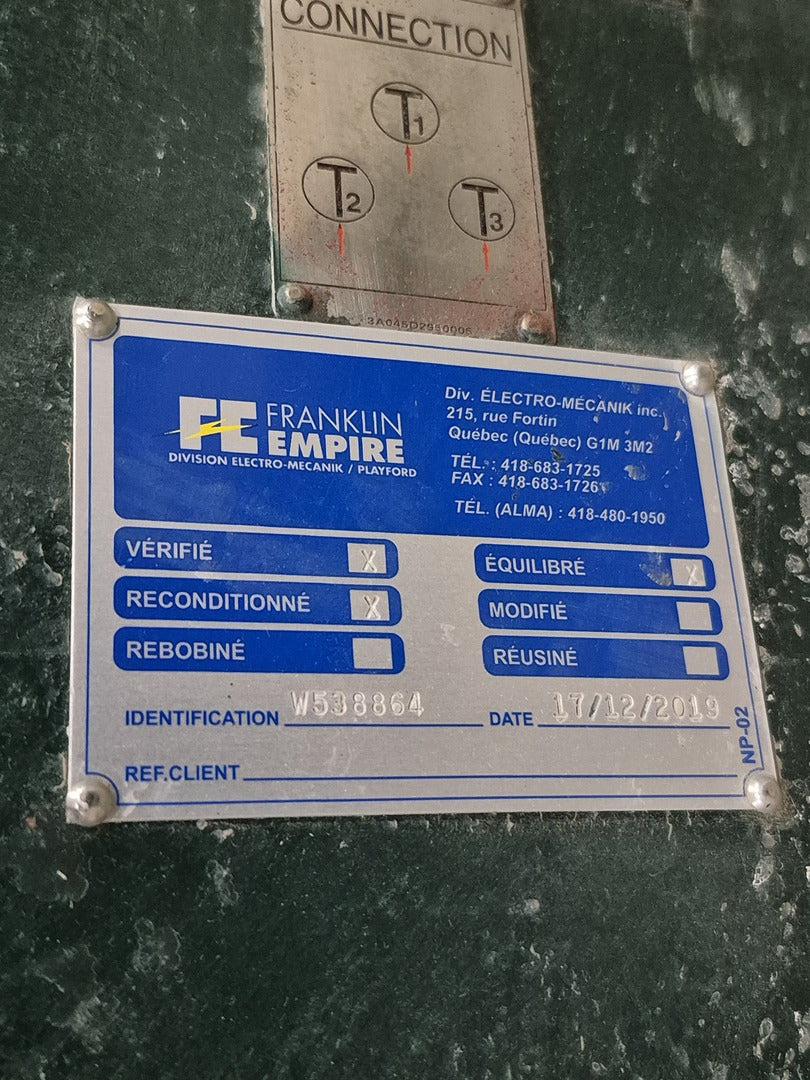 CONNECTION
T1
T2
T3
3A045D2950006
FE FRANKLIN
EMPIRE
DIVISION ELECTRO-MECANIK / PLAYFORD
Div. ÉLECTRO-MÉCANIK inc.
215, rue Fortin
Québec (Québec) G1M 3M2
TÉL. : 418-683-1725
FAX : 418-683-1726
TÉL. (ALMA) : 418-480-1950
VÉRIFIÉ X
RECONDITIONNÉ X
REBOBINÉ
ÉQUILIBRÉ X
MODIFIÉ
RÉUSINÉ
IDENTIFICATION W538864 DATE 17/12/2019
REF.CLIENT
NP-02